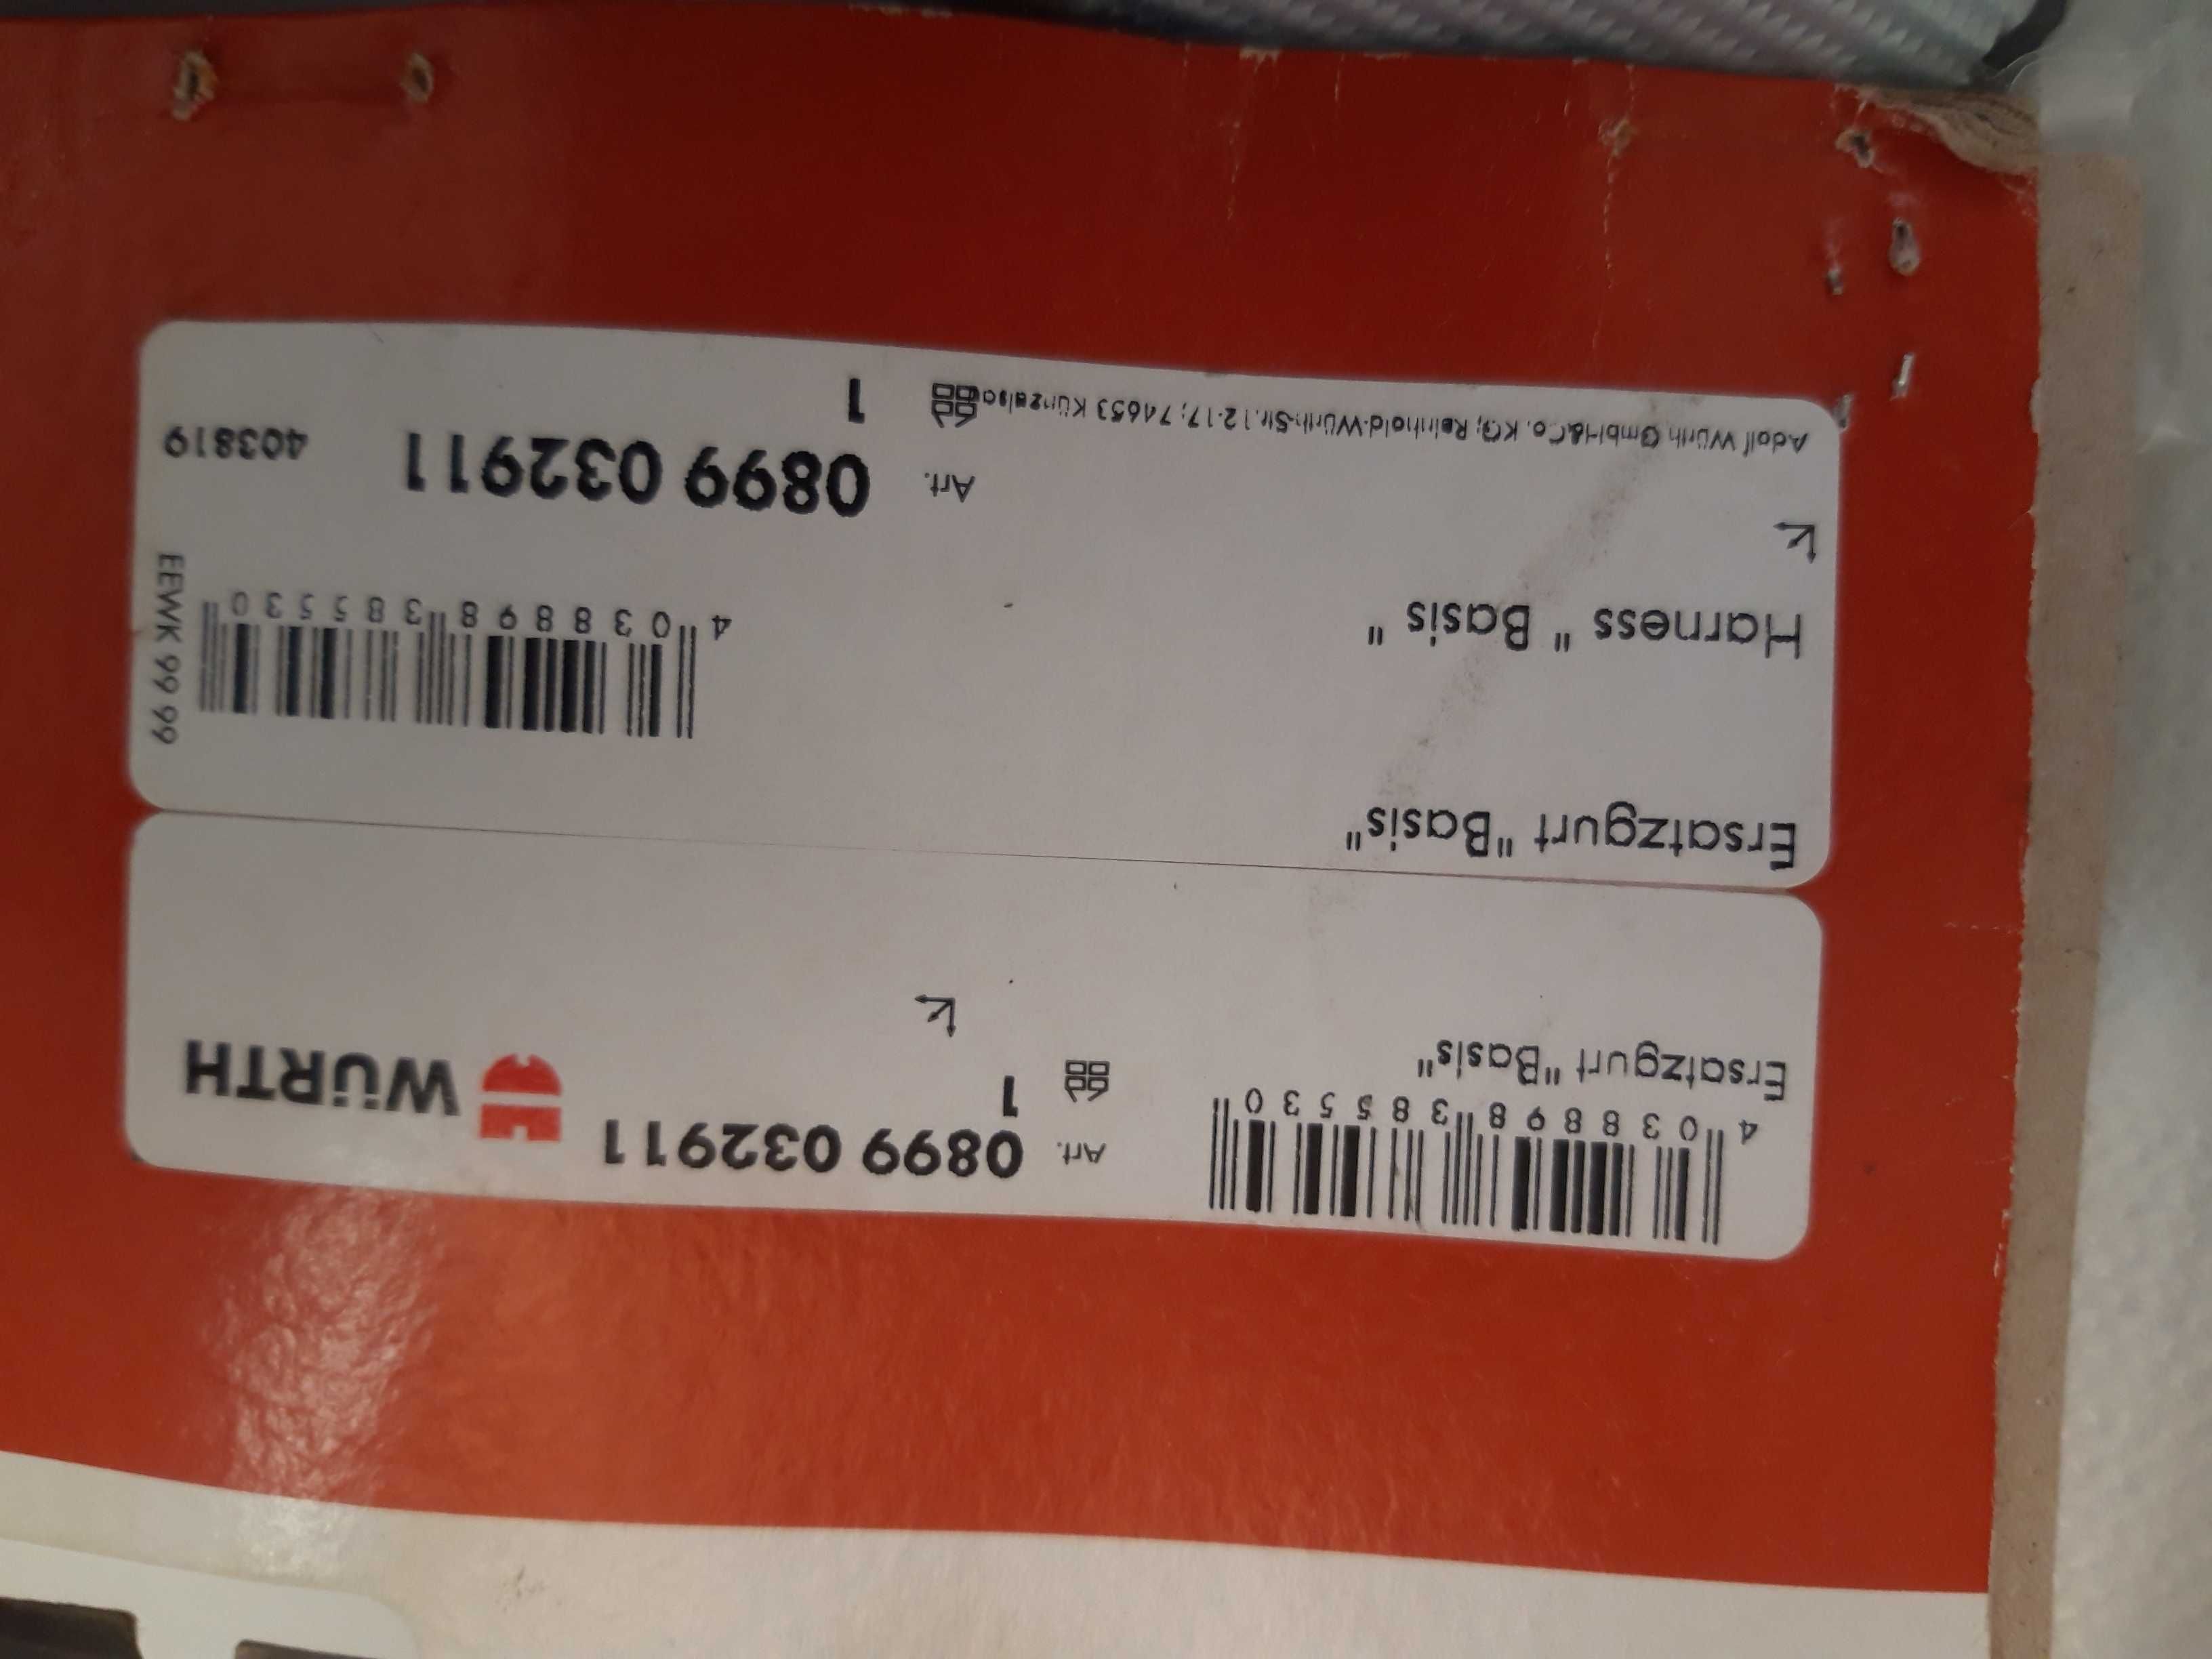 4 038898 385530
Ersatzgurt "Basis"
Art. 0899 032911
1
WÜRTH
Ersatzgurt "Basis"
Harness " Basis "
4 038898 385530
EEWK 99 99
Art. 0899 032911
403819
1
Adolf Würth GmbH&Co. KG; Reinhold-Würth-Str.12-17; 74653